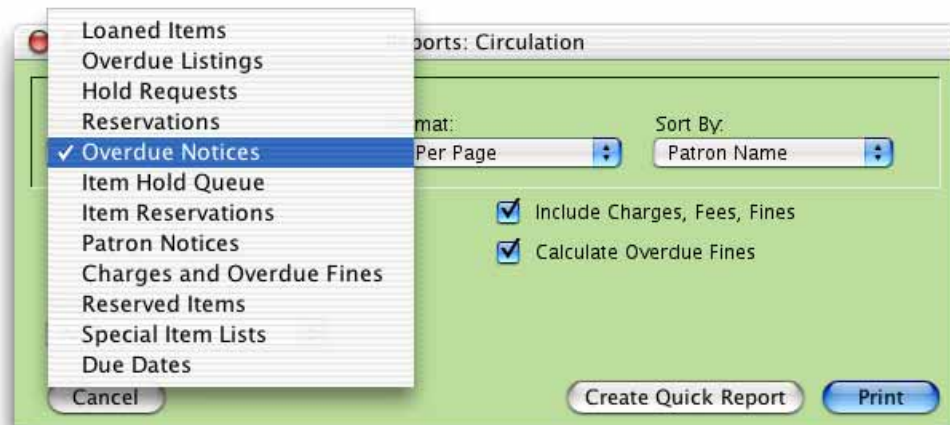 Loaned Items
Overdue Listings
Hold Requests
Reservations
✓ Overdue Notices
Item Hold Queue
Item Reservations
Patron Notices
Charges and Overdue Fines
Reserved Items
Special Item Lists
Due Dates
ports: Circulation
mat:
Per Page
Sort By:
Patron Name
Include Charges, Fees, Fines
Calculate Overdue Fines
Cancel
Create Quick Report
Print